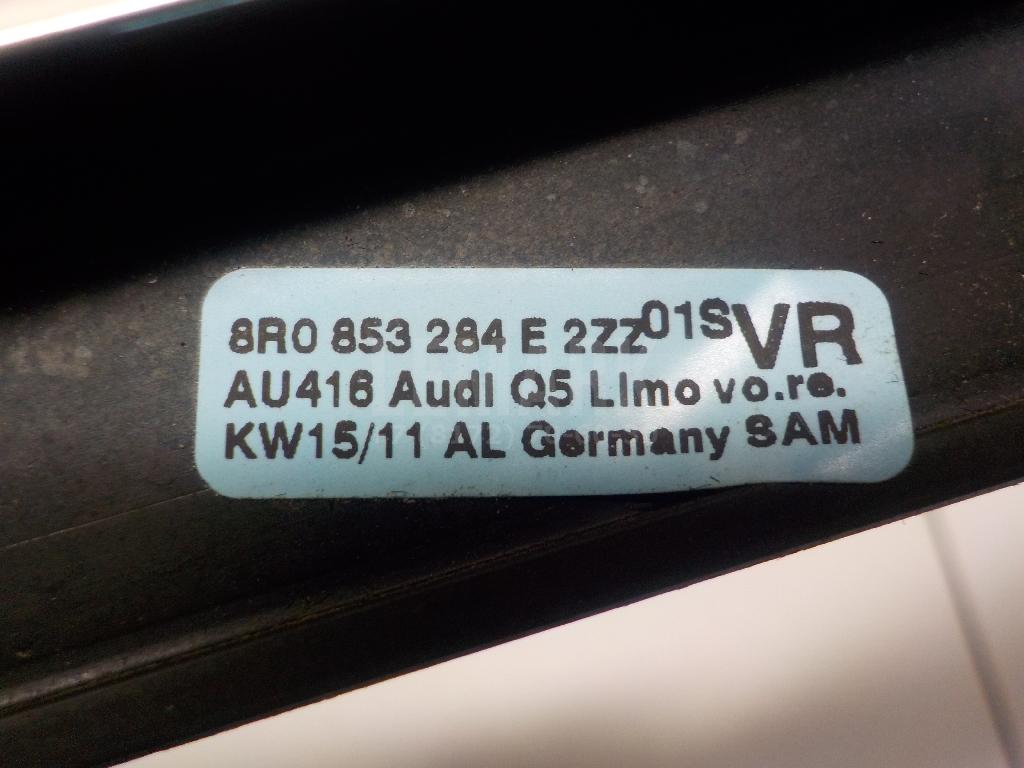 8R0 853 284 E 2ZZ 01S VR
AU416 Audi Q5 Limo vo.re.
KW15/11 AL Germany SAM